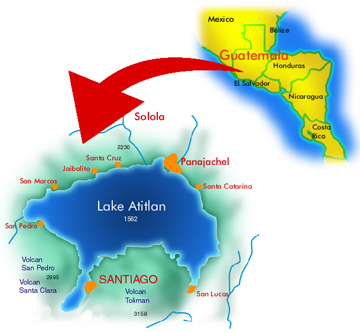 Mexico
Belize
Guatemala
Honduras
El Salvador
Nicaragua
Costa
Rica
Solola
2230
Santa Cruz
Panajachel
Jaibalito
San Marcos
Santa Catarina
Lake Atitlan
1562
San Pedro
Volcan
San Pedro
2995
SANTIAGO
Volcan
Santa Clara
Volcan
Toliman
San Lucas
3158